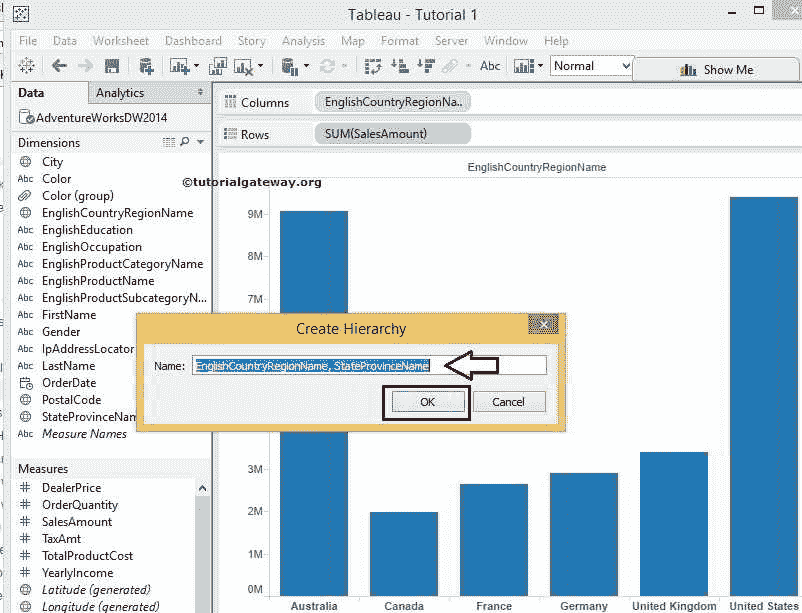 Tableau - Tutorial 1
File Data Worksheet Dashboard Story Analysis Map Format Server Window Help
Abc Normal Show Me
Data Analytics
AdventureWorksDW2014
Columns EnglishCountryRegionNa..
Rows SUM(SalesAmount)
Dimensions
City
Abc Color
Color (group)
EnglishCountryRegionName
Abc EnglishEducation
Abc EnglishOccupation
Abc EnglishProductCategoryName
Abc EnglishProductName
Abc EnglishProductSubcategoryN...
Abc FirstName
Abc Gender
Abc IpAddressLocator
Abc LastName
OrderDate
PostalCode
StateProvinceNam
Abc Measure Names
Measures
# DealerPrice
# OrderQuantity
# SalesAmount
# TaxAmt
# TotalProductCost
# YearlyIncome
Latitude (generated)
Longitude (generated)
©tutorialgateway.org
EnglishCountryRegionName
9M
8M
7M
Create Hierarchy
Name: EnglishCountryRegionName, StateProvinceName
OK Cancel
3M
2M
1M
0M
Australia Canada France Germany United Kingdom United States